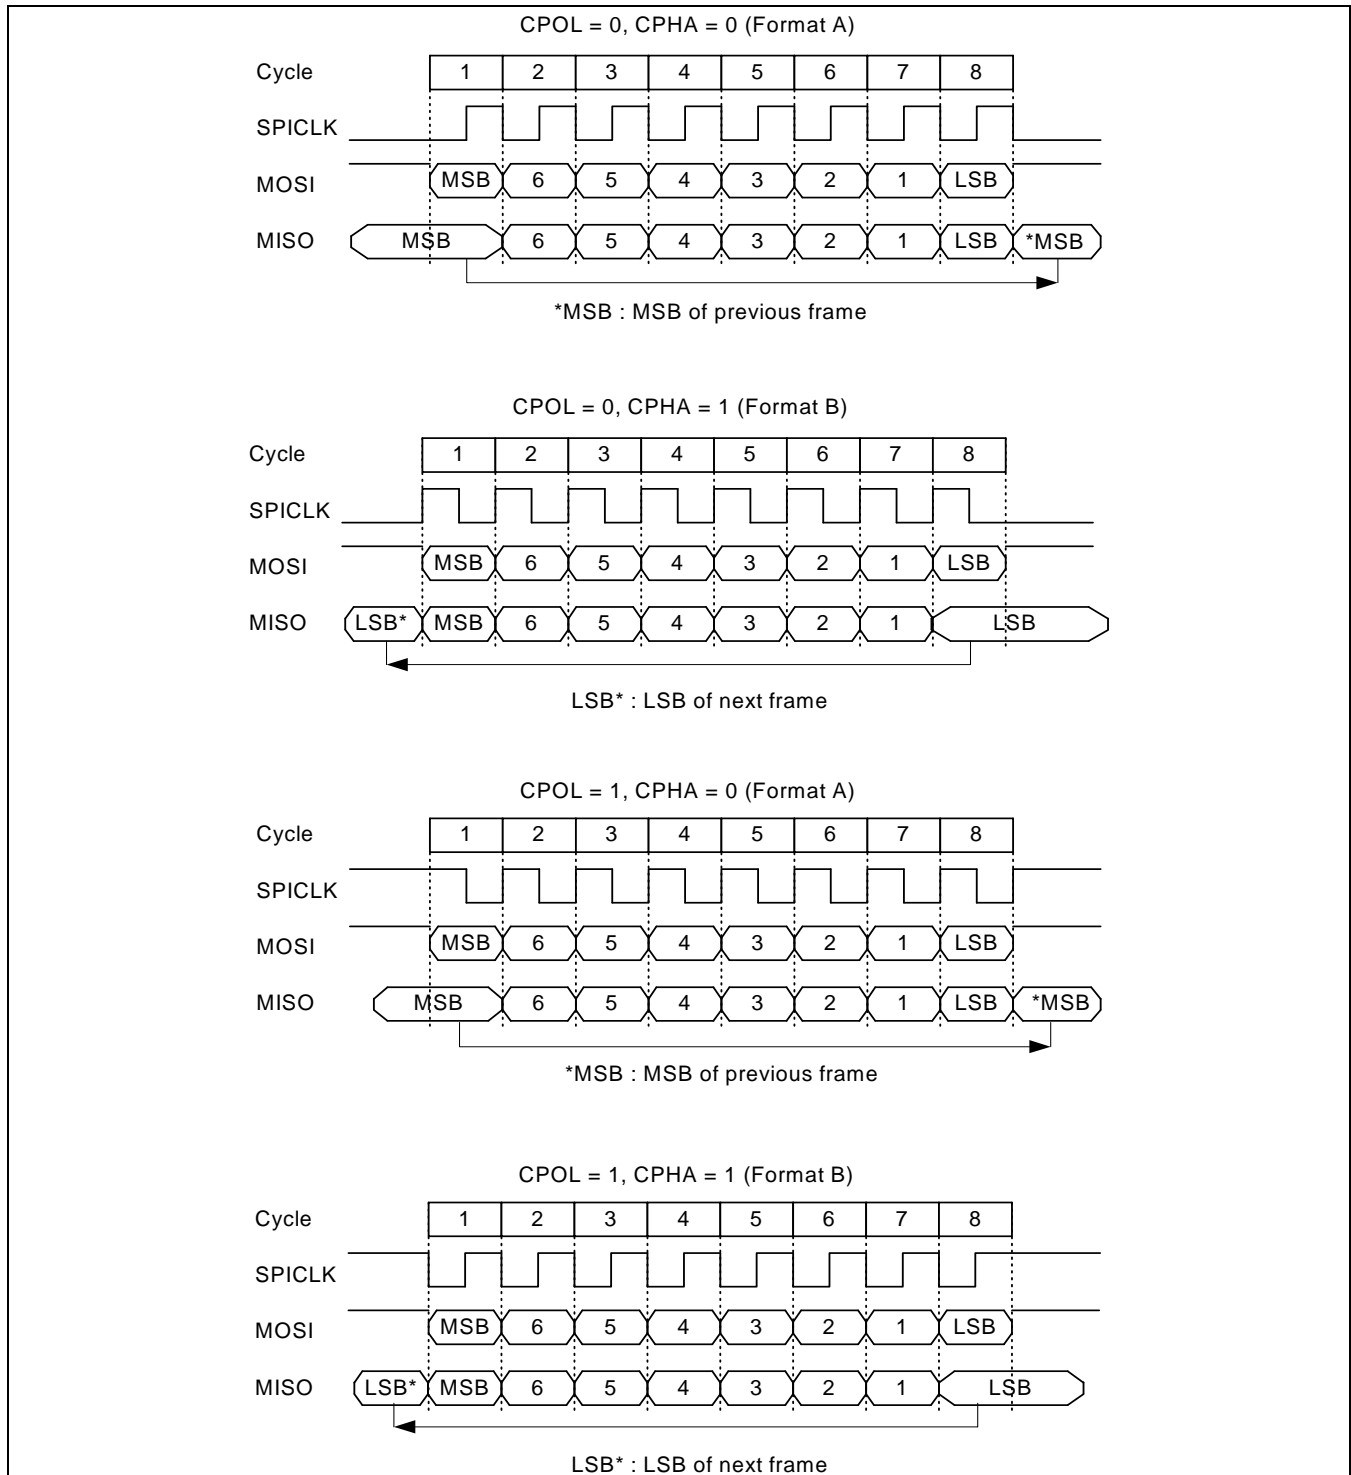 CPOL = 0, CPHA = 0 (Format A)
Cycle 1 2 3 4 5 6 7 8
SPICLK
MOSI MSB 6 5 4 3 2 1 LSB
MISO MSB 6 5 4 3 2 1 LSB *MSB
*MSB : MSB of previous frame
CPOL = 0, CPHA = 1 (Format B)
Cycle 1 2 3 4 5 6 7 8
SPICLK
MOSI MSB 6 5 4 3 2 1 LSB
MISO LSB* MSB 6 5 4 3 2 1 LSB
LSB* : LSB of next frame
CPOL = 1, CPHA = 0 (Format A)
Cycle 1 2 3 4 5 6 7 8
SPICLK
MOSI MSB 6 5 4 3 2 1 LSB
MISO MSB 6 5 4 3 2 1 LSB *MSB
*MSB : MSB of previous frame
CPOL = 1, CPHA = 1 (Format B)
Cycle 1 2 3 4 5 6 7 8
SPICLK
MOSI MSB 6 5 4 3 2 1 LSB
MISO LSB* MSB 6 5 4 3 2 1 LSB
LSB* : LSB of next frame